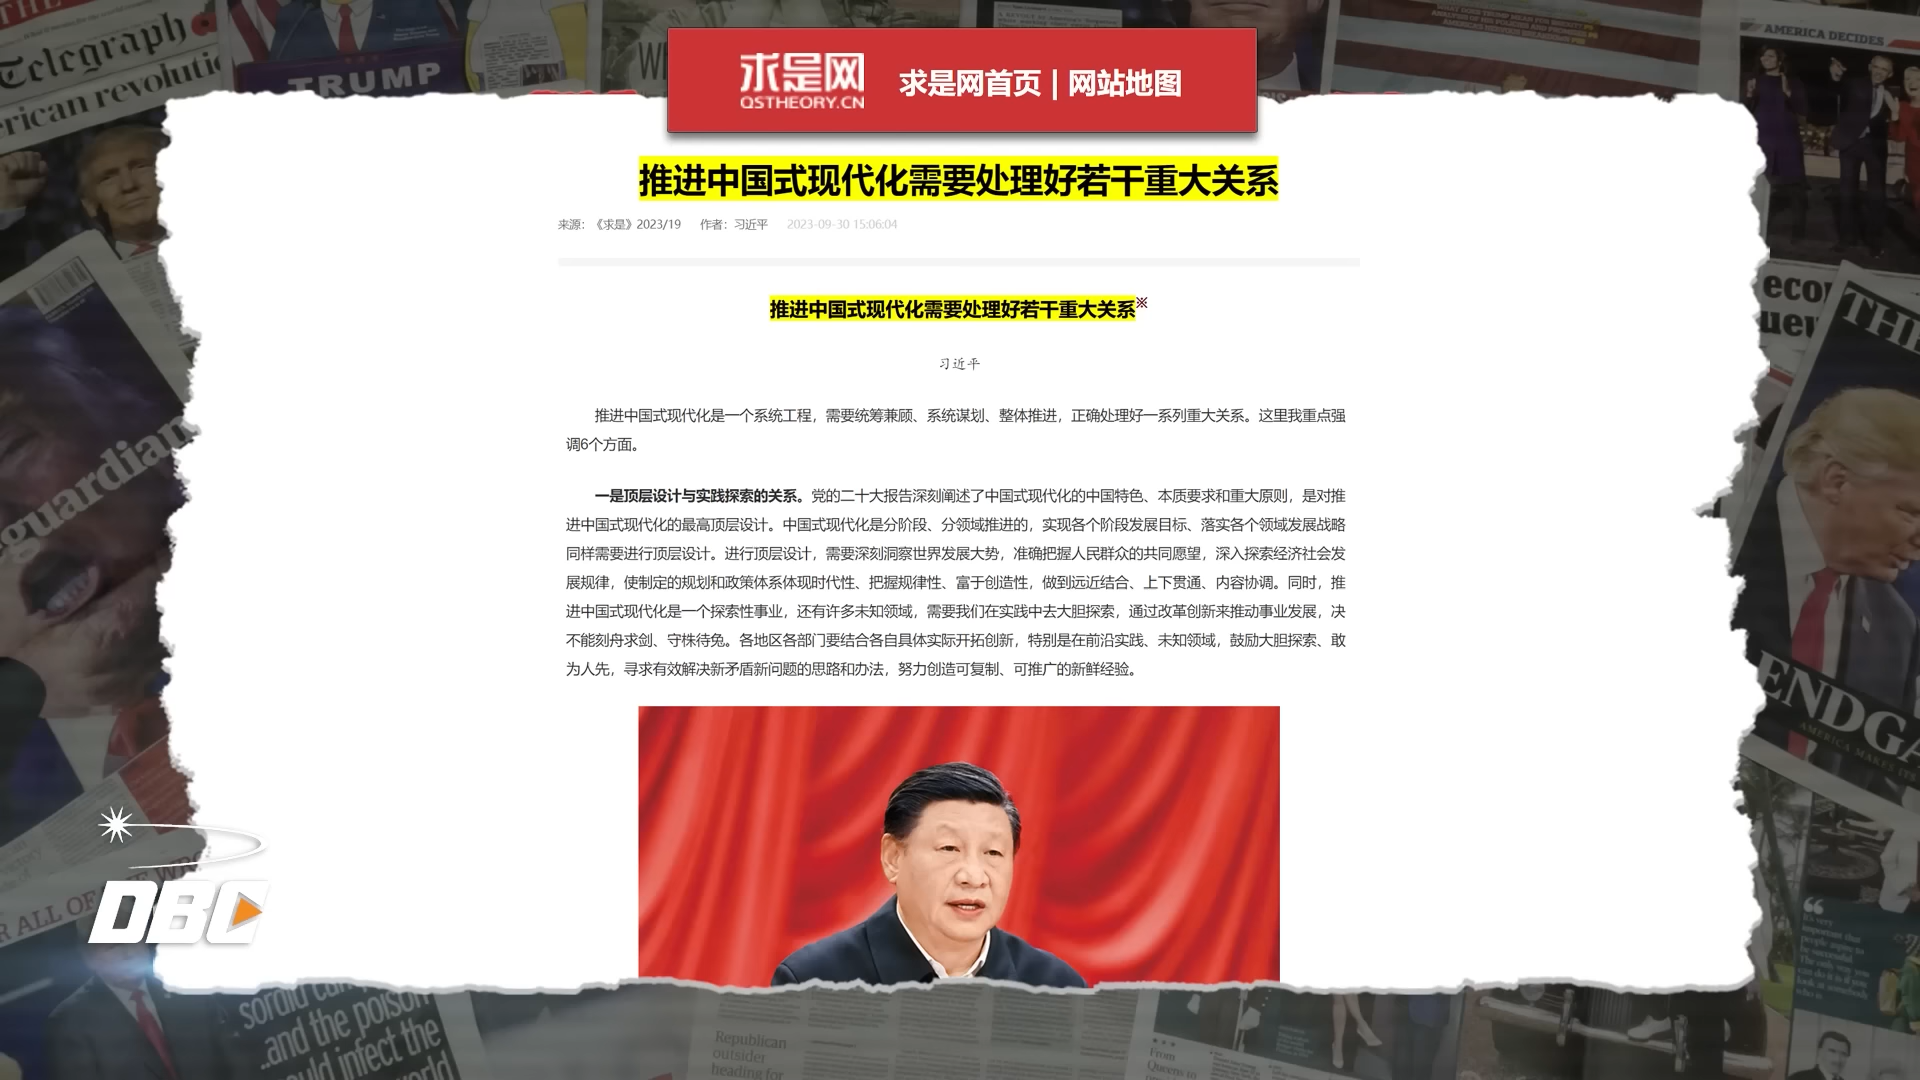 求是网
QSTHEORY.CN
求是网首页 | 网站地图
推进中国式现代化需要处理好若干重大关系
来源：《求是》2023/19 作者：习近平 2023-09-30 15:06:04
推进中国式现代化需要处理好若干重大关系※
习近平
推进中国式现代化是一个系统工程，需要统筹兼顾、系统谋划、整体推进，正确处理好一系列重大关系。这里我重点强
调6个方面。
一是顶层设计与实践探索的关系。党的二十大报告深刻阐述了中国式现代化的中国特色、本质要求和重大原则，是对推
进中国式现代化的最高顶层设计。中国式现代化是分阶段、分领域推进的，实现各个阶段发展目标、落实各个领域发展战略
同样需要进行顶层设计。进行顶层设计，需要深刻洞察世界发展大势，准确把握人民群众的共同愿望，深入探索经济社会发
展规律，使制定的规划和政策体系体现时代性、把握规律性、富于创造性，做到远近结合、上下贯通、内容协调。同时，推
进中国式现代化是一个探索性事业，还有许多未知领域，需要我们在实践中去大胆探索，通过改革创新来推动事业发展，决
不能刻舟求剑、守株待兔。各地区各部门要结合各自具体实际开拓创新，特别是在前沿实践、未知领域，鼓励大胆探索、敢
为人先，寻求有效解决新矛盾新问题的思路和办法，努力创造可复制、可推广的新鲜经验。
DBC
Telegraph
TRUMP
AMERICA DECIDES
guardian
THE
ENDGA
...and the poison
Republican
outsider
heading for
From
Queens to